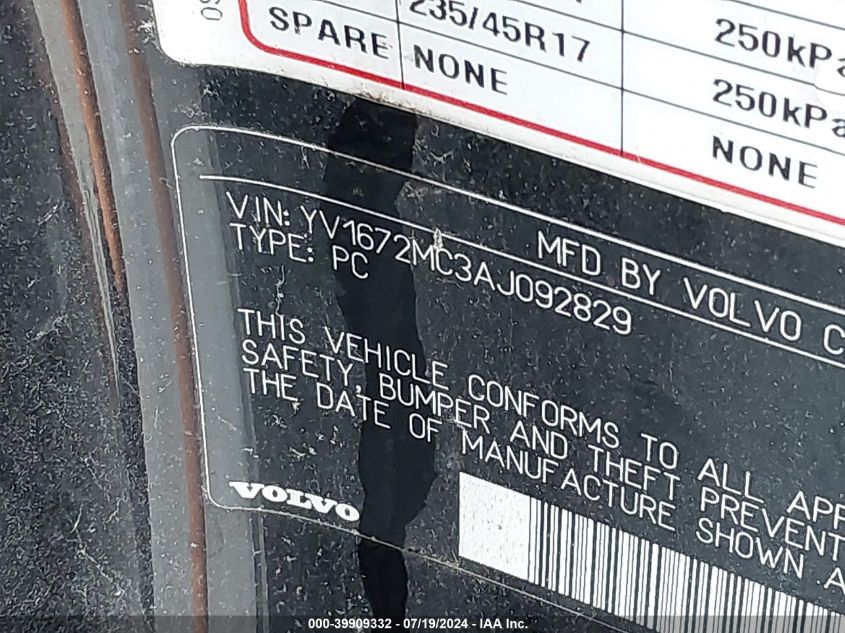 235/45R17
250kPa
250kPa
SPARE NONE NONE
MFD BY VOLVO C
VIN: YV1672MC3AJ092829
TYPE: PC
THIS VEHICLE CONFORMS TO ALL APP
SAFETY, BUMPER AND THEFT PREVENT
THE DATE OF MANUFACTURE SHOWN A
VOLVO
000-39909332 - 07/19/2024 - IAA Inc.